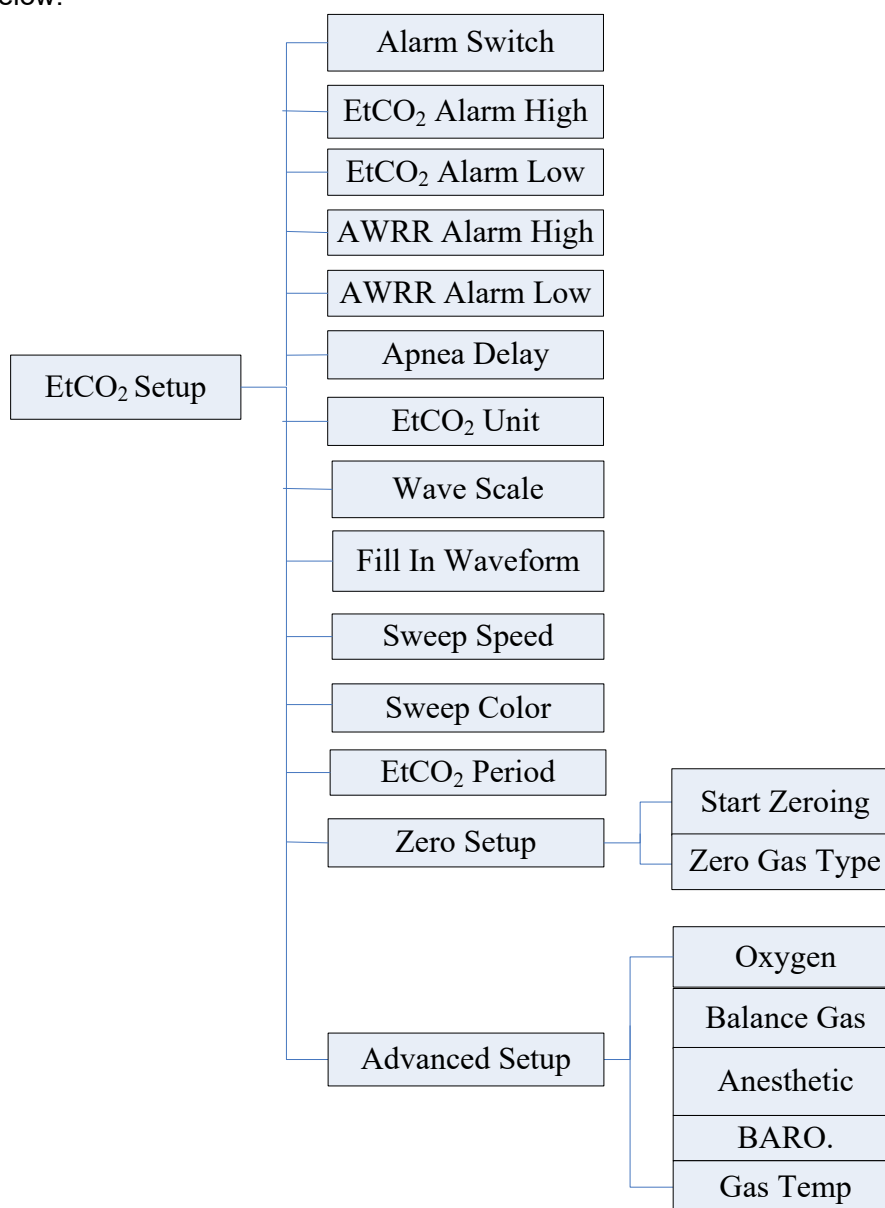 Alarm Switch
EtCO₂ Alarm High
EtCO₂ Alarm Low
AWRR Alarm High
AWRR Alarm Low
Apnea Delay
EtCO₂ Setup
EtCO₂ Unit
Wave Scale
Fill In Waveform
Sweep Speed
Sweep Color
EtCO₂ Period
Zero Setup
Start Zeroing
Zero Gas Type
Advanced Setup
Oxygen
Balance Gas
Anesthetic
BARO.
Gas Temp